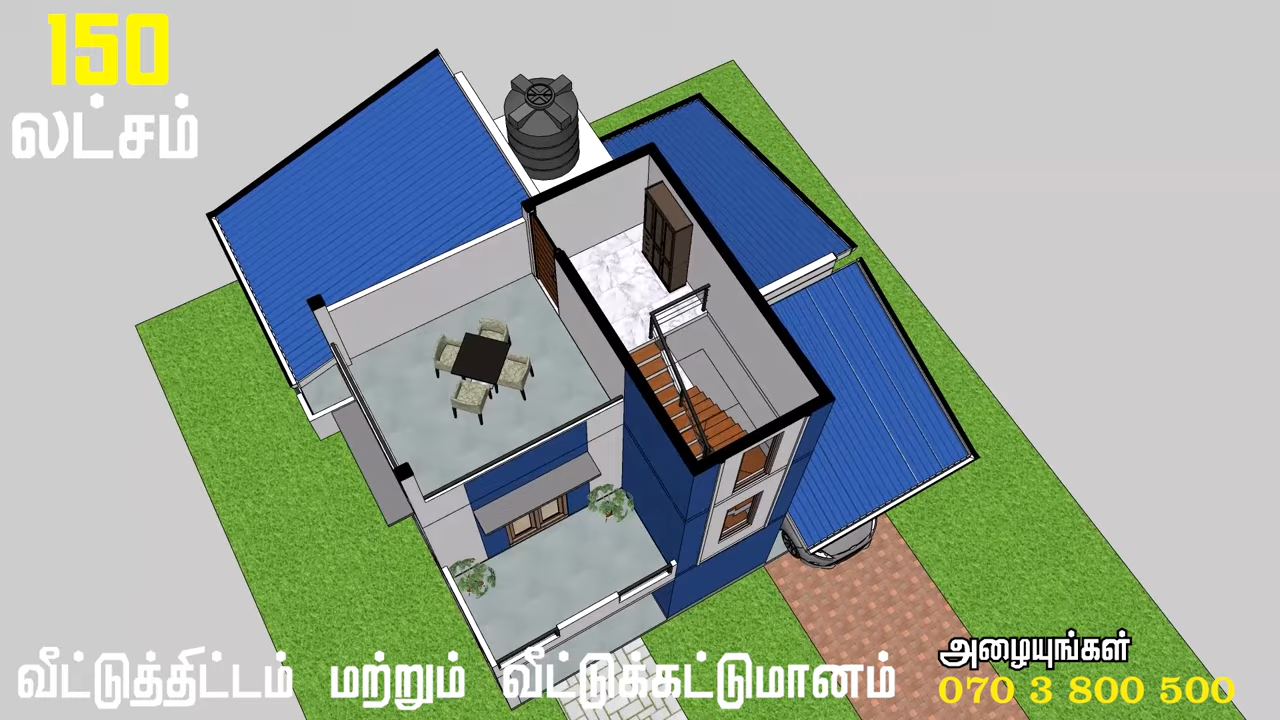 150
லட்சம்
வீட்டுத்திட்டம் மற்றும் வீட்டுக்கட்டுமானம்
அழையுங்கள்
070 3 800 500